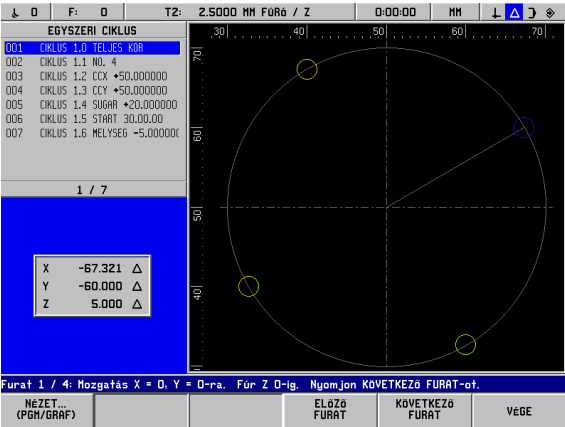 0 F: 0 T2: 2.5000 MM FúRó / Z 0:00:00 MM
EGYSZERI CIKLUS
001 CIKLUS 1.0 TELJES KOR
002 CIKLUS 1.1 NO. 4
003 CIKLUS 1.2 CCX +50.000000
004 CIKLUS 1.3 CCY +50.000000
005 CIKLUS 1.4 SUGAR +20.000000
006 CIKLUS 1.5 START 30.00.00
007 CIKLUS 1.6 MELYSEG -5.000000
1 / 7
30 40 50 60 70
70
60
50
40
X -67.321 Δ
Y -60.000 Δ
Z 5.000 Δ
Furat 1 / 4: Mozgatás X = 0, Y = 0-ra. Fúr Z 0-ig. Nyomjon KöVETKEZő FURAT-ot.
NéZET...
(PGM/GRAF)
ELőZő
FURAT
KöVETKEZő
FURAT
VéGE